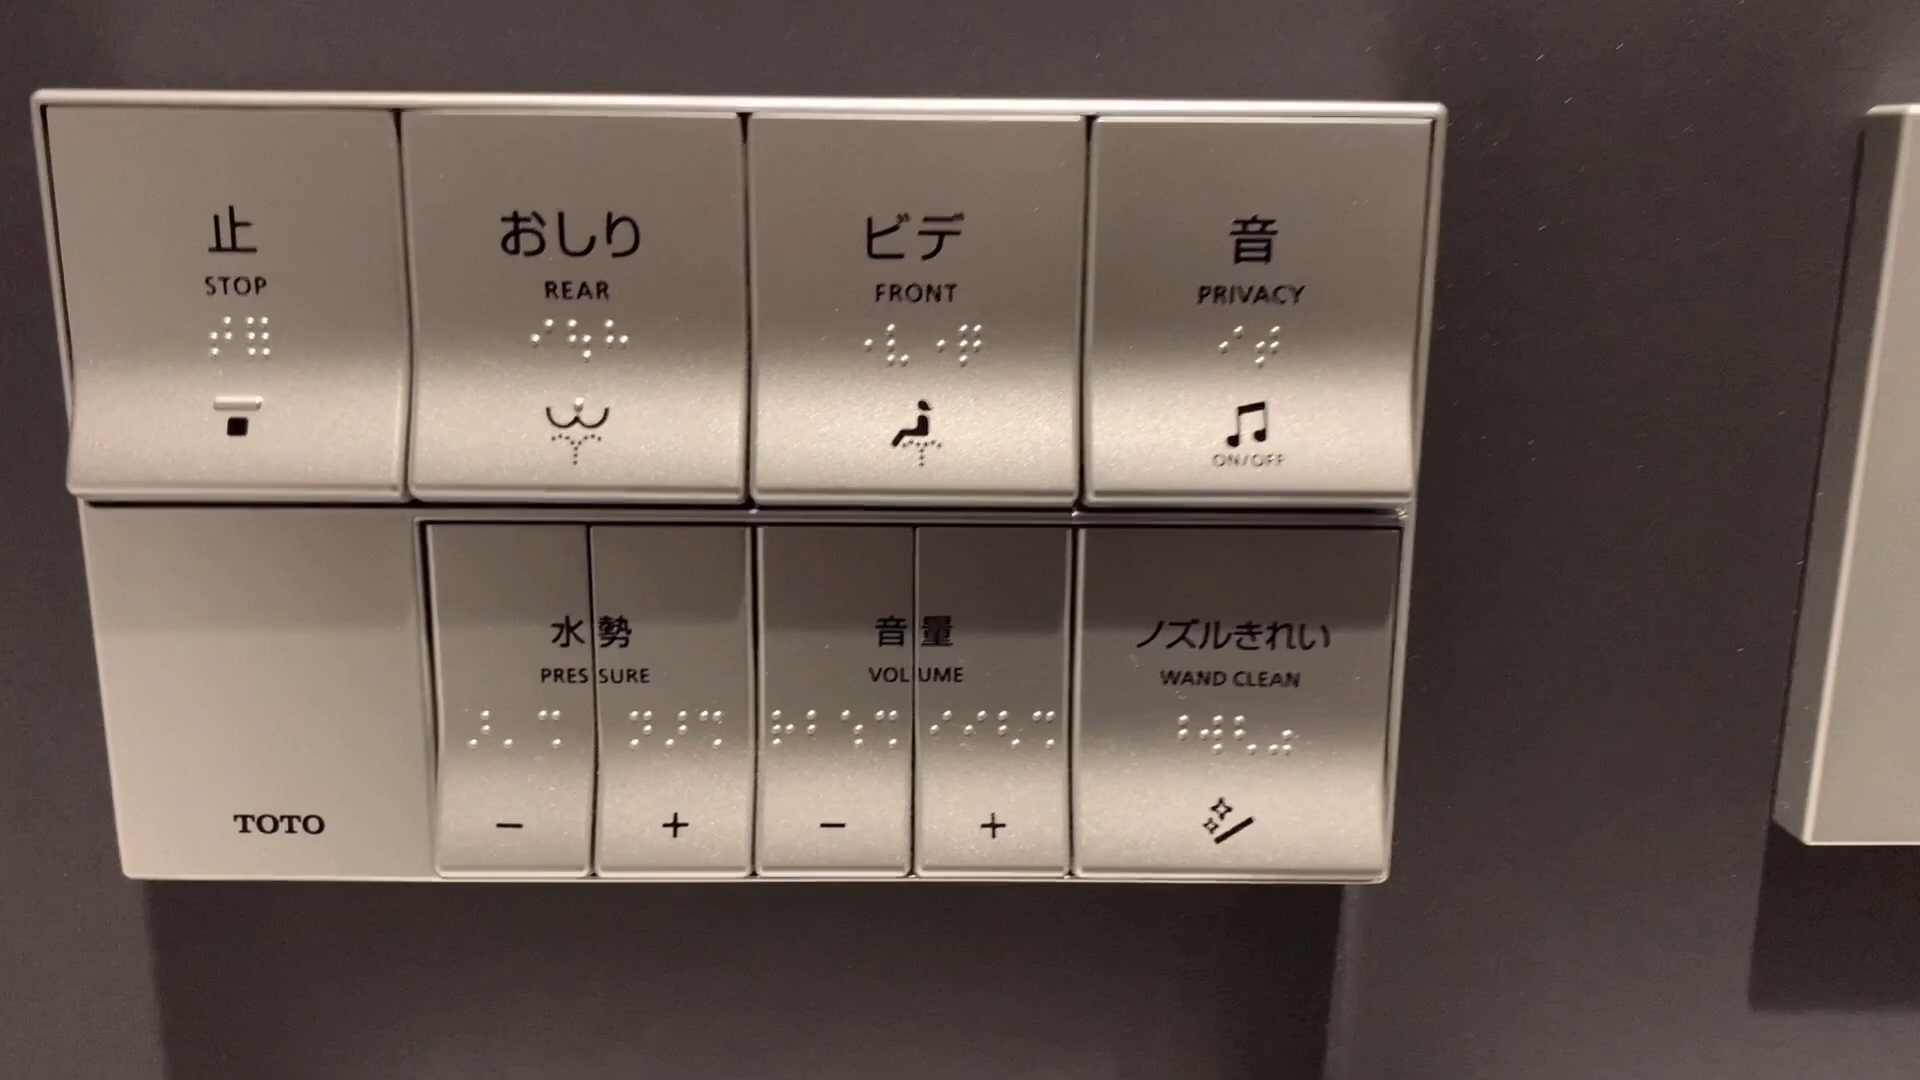 止
STOP
おしり
REAR
ビデ
FRONT
音
PRIVACY
ON/OFF
水勢
PRESSURE
- +
音量
VOLUME
- +
ノズルきれい
WAND CLEAN
TOTO